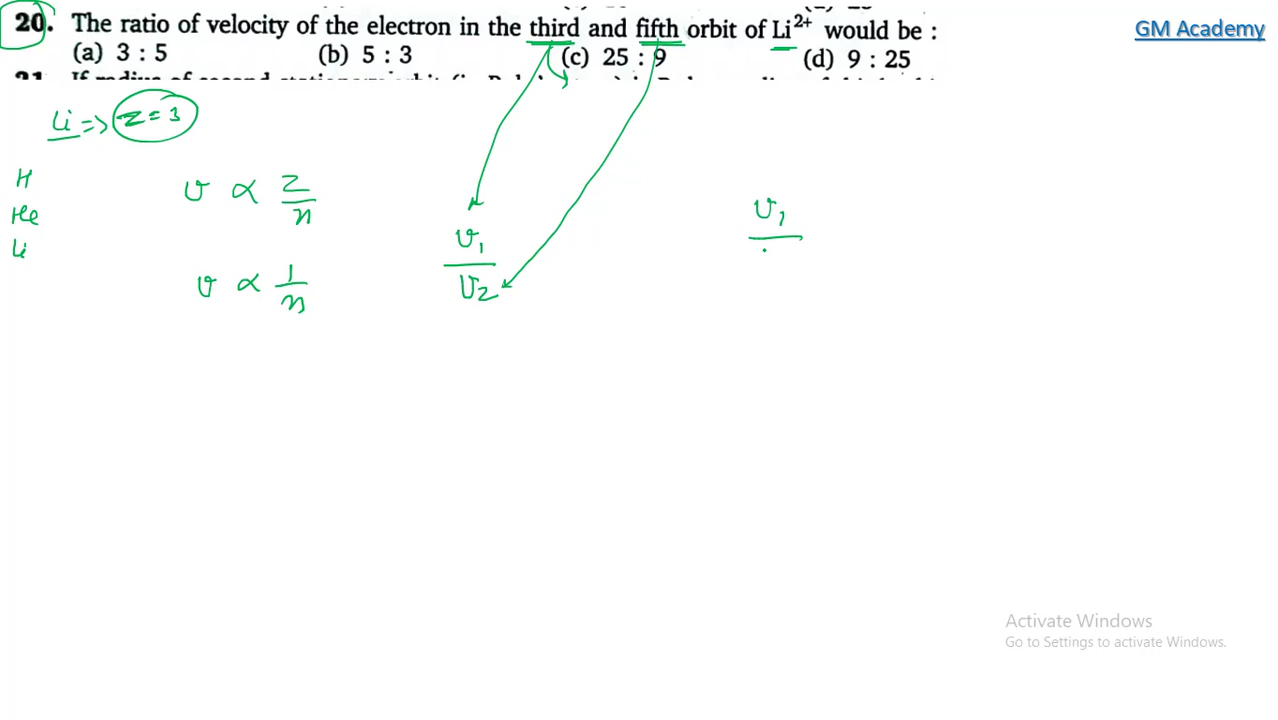 20. The ratio of velocity of the electron in the third and fifth orbit of Li²⁺ would be :
GM Academy
(a) 3 : 5 (b) 5 : 3 (c) 25 : 9 (d) 9 : 25
Li => Z = 3
H
He
Li
v ∝ Z/n
v ∝ 1/n
v₁/v₂
v₁
Activate Windows
Go to Settings to activate Windows.